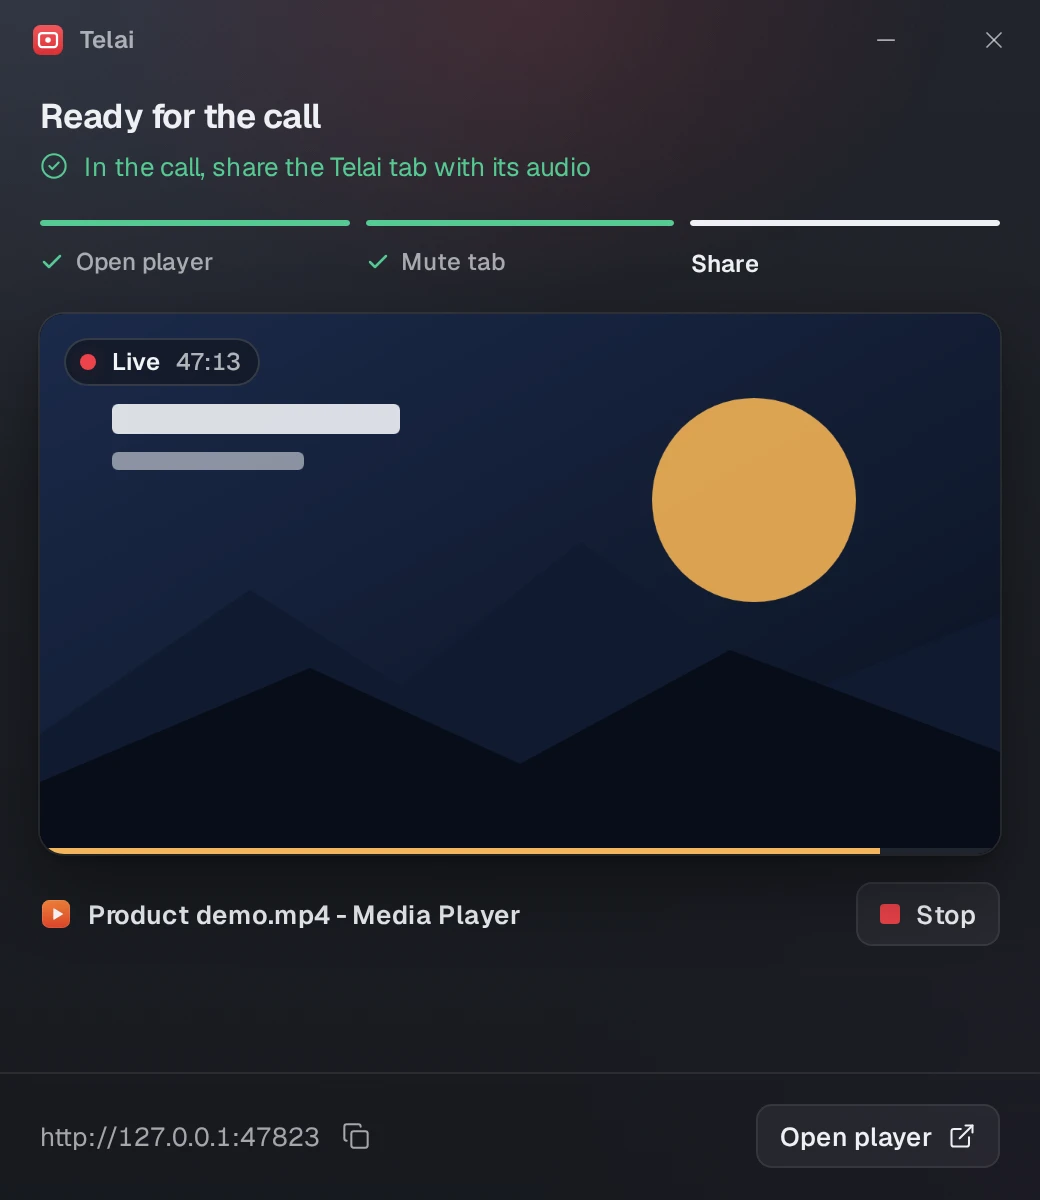 Telai
Ready for the call
In the call, share the Telai tab with its audio
Open player
Mute tab
Share
Live 47:13
Product demo.mp4 - Media Player
Stop
http://127.0.0.1:47823
Open player